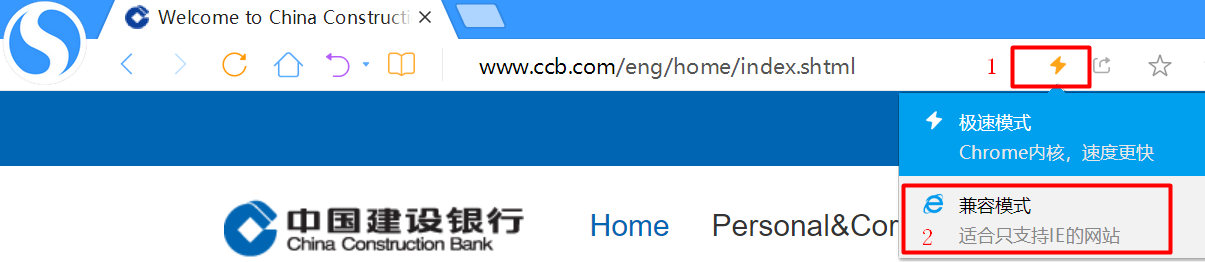 Welcome to China Constructi
www.ccb.com/eng/home/index.shtml
1
极速模式
Chrome内核，速度更快
兼容模式
2 适合只支持IE的网站
中国建设银行
China Construction Bank
Home
Personal&Cor